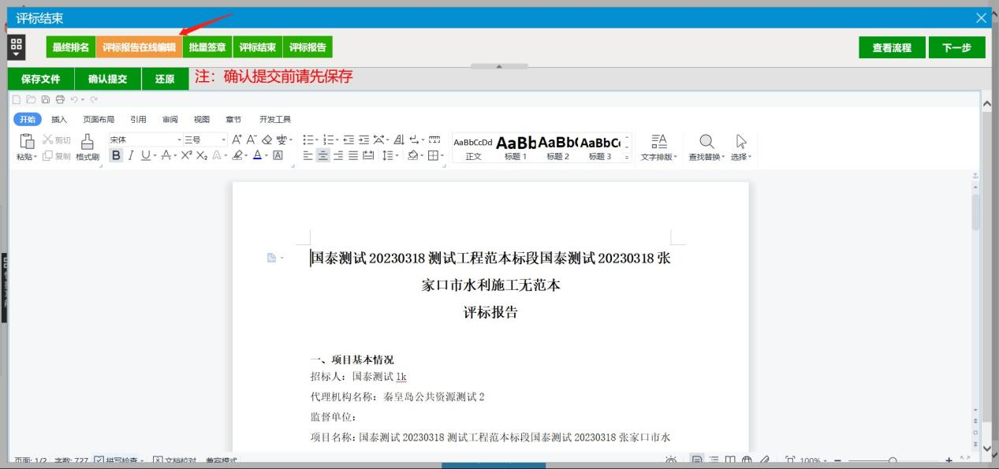 评标结束
最终排名 评标报告在线编辑 批量签章 评标结束 评标报告 查看流程 下一步
保存文件 确认提交 还原 注：确认提交前请先保存
开始 插入 页面布局 引用 审阅 视图 章节 开发工具
剪切 宋体 三号 AaBbCcDd AaBb AaBb( AaBbC(
粘贴 复制 格式刷 正文 标题 1 标题 2 标题 3 文字排版 查找替换 选择
国泰测试 20230318 测试工程范本标段国泰测试 20230318 张
家口市水利施工无范本
评标报告
一、项目基本情况
招标人：国泰测试 lk
代理机构名称：秦皇岛公共资源测试 2
监督单位：
项目名称：国泰测试 20230318 测试工程范本标段国泰测试 20230318 张家口市水
页面: 1/2 字数: 727 拼写检查 文档校对 兼容模式 100%